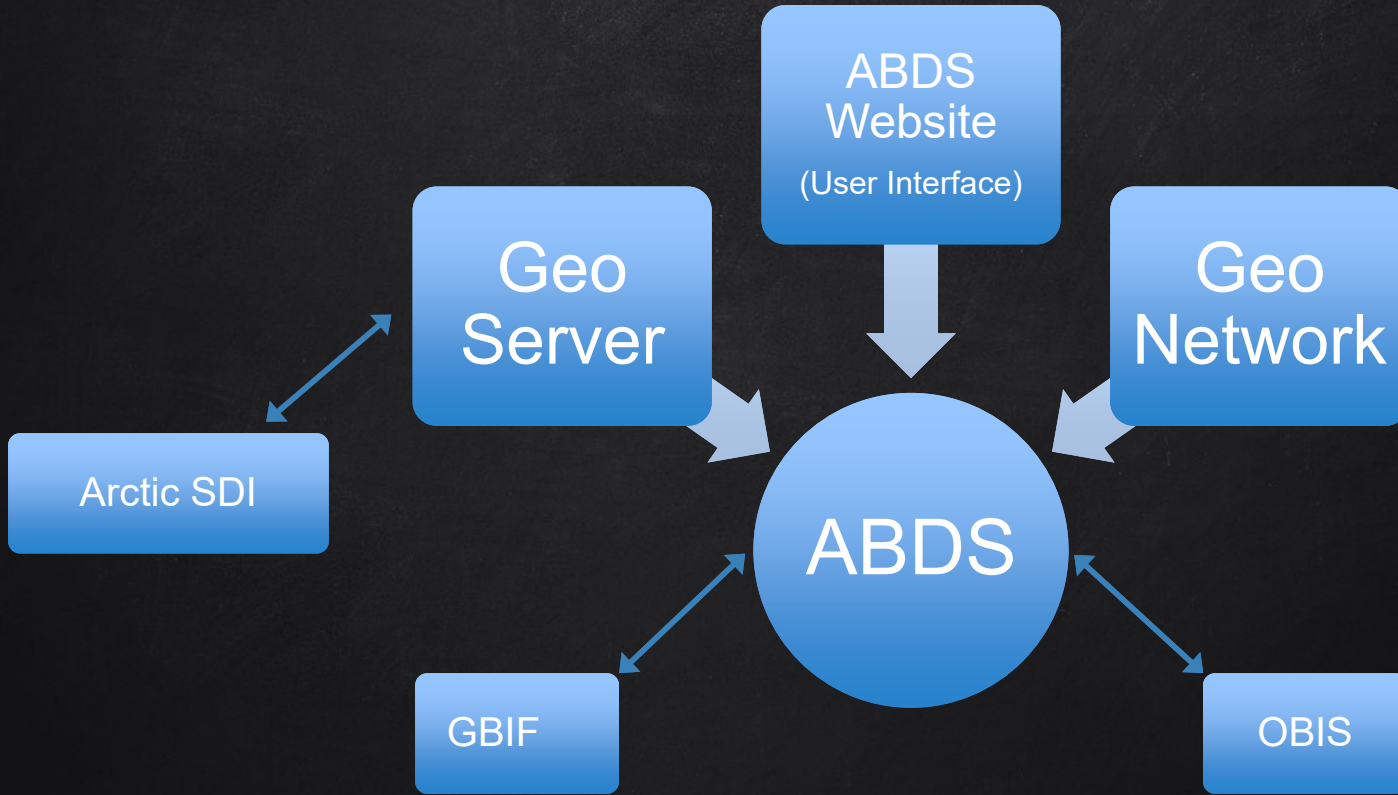 ABDS
Website
(User Interface)
Geo
Server
Geo
Network
Arctic SDI
ABDS
GBIF
OBIS